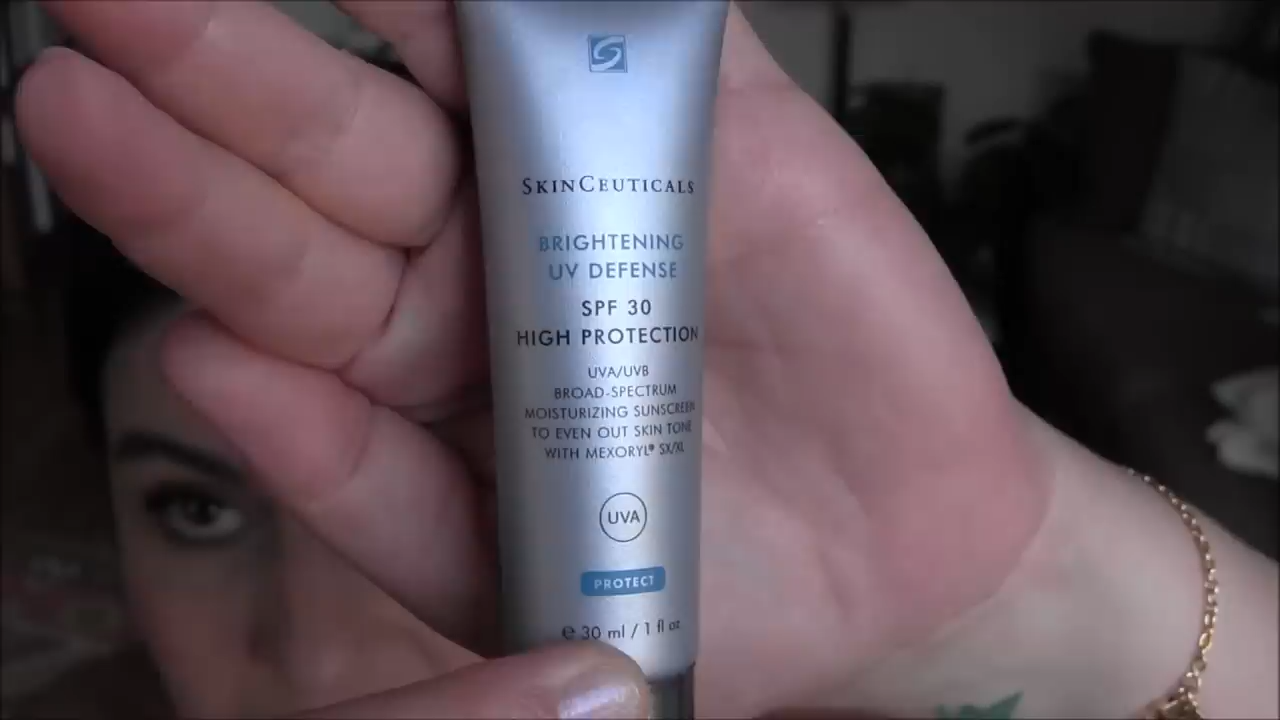 SKINCEUTICALS
BRIGHTENING
UV DEFENSE
SPF 30
HIGH PROTECTION
UVA/UVB
BROAD-SPECTRUM
MOISTURIZING SUNSCREEN
TO EVEN OUT SKIN TONE
WITH MEXORYL® SX/XL
UVA
PROTECT
e 30 ml / 1 fl oz